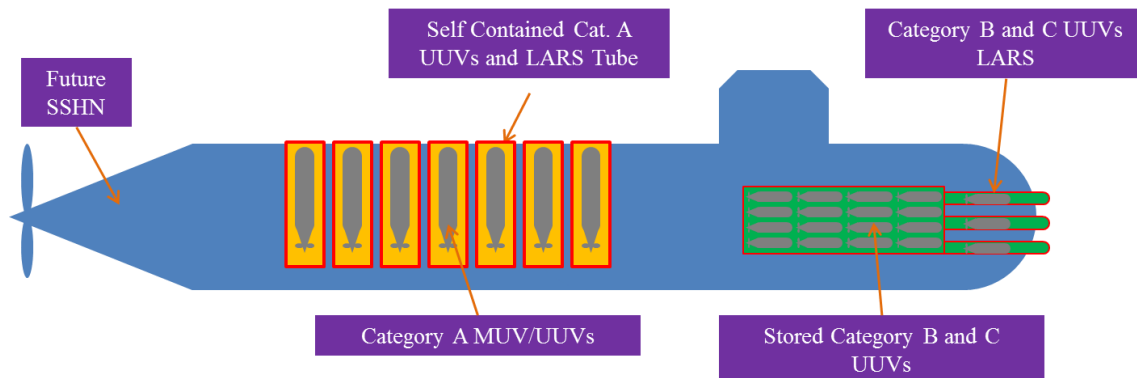 Self Contained Cat. A
UUVs and LARS Tube
Category B and C UUVs
LARS
Future
SSHN
Category A MUV/UUVs
Stored Category B and C
UUVs